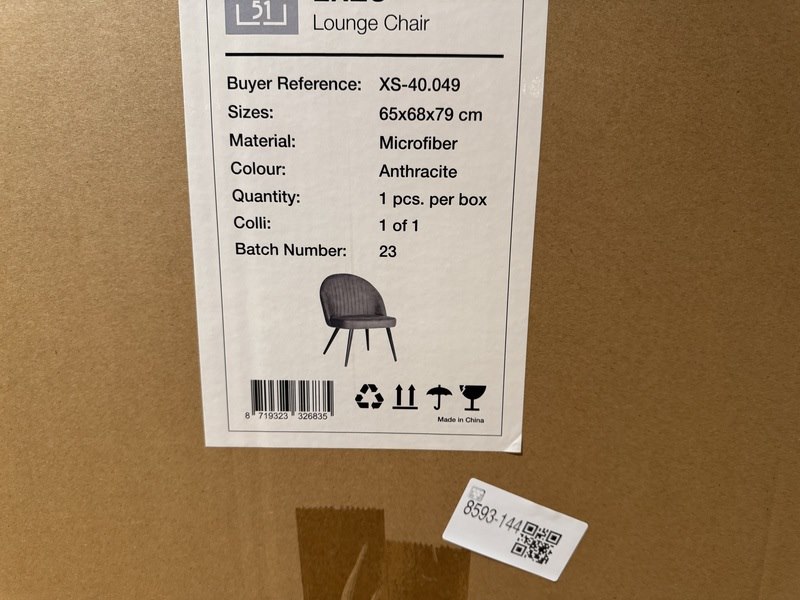 51
Lounge Chair
Buyer Reference: XS-40.049
Sizes: 65x68x79 cm
Material: Microfiber
Colour: Anthracite
Quantity: 1 pcs. per box
Colli: 1 of 1
Batch Number: 23
8 719323 326835
Made in China
8593-144